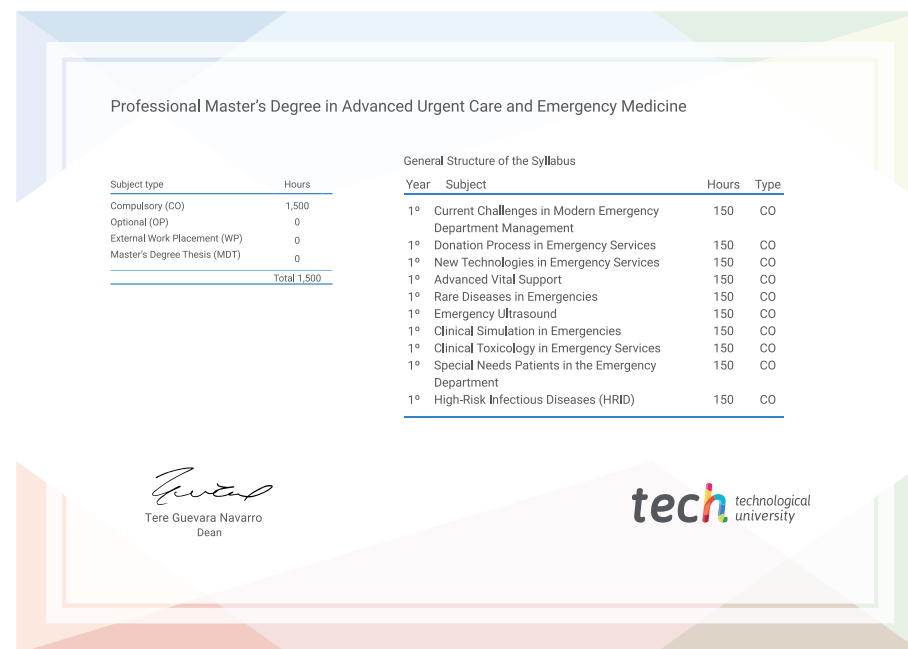 Professional Master's Degree in Advanced Urgent Care and Emergency Medicine
Subject type Hours
Compulsory (CO) 1,500
Optional (OP) 0
External Work Placement (WP) 0
Master's Degree Thesis (MDT) 0
Total 1,500
General Structure of the Syllabus
Year Subject Hours Type
1º Current Challenges in Modern Emergency 150 CO
Department Management
1º Donation Process in Emergency Services 150 CO
1º New Technologies in Emergency Services 150 CO
1º Advanced Vital Support 150 CO
1º Rare Diseases in Emergencies 150 CO
1º Emergency Ultrasound 150 CO
1º Clinical Simulation in Emergencies 150 CO
1º Clinical Toxicology in Emergency Services 150 CO
1º Special Needs Patients in the Emergency 150 CO
Department
1º High-Risk Infectious Diseases (HRID) 150 CO
Tere Guevara Navarro
Dean
tech technological
university